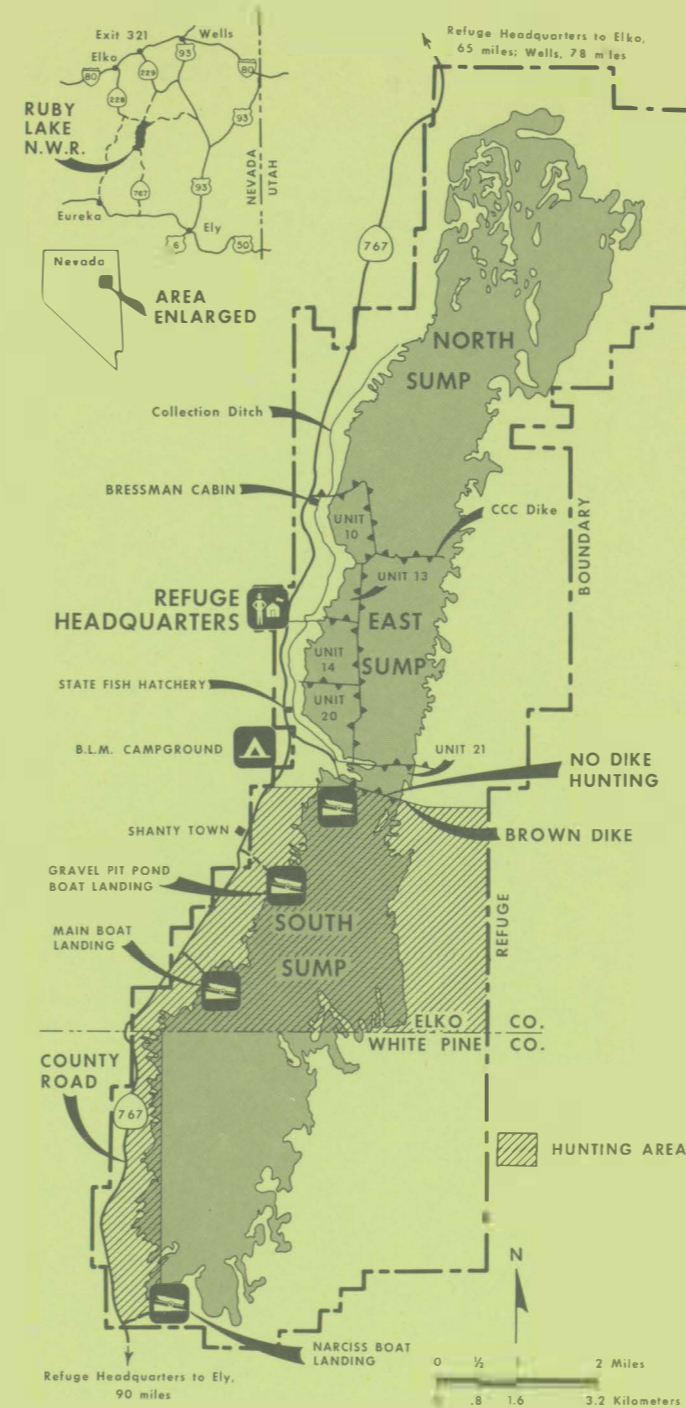 Refuge Headquarters to Elko,
65 miles; Wells, 78 miles
Exit 321
Wells
Elko
93
80
229
80
228
93
RUBY
LAKE
N.W.R.
NEVADA
UTAH
767
93
Eureka
Ely
6
50
Nevada
AREA
ENLARGED
767
NORTH
SUMP
Collection Ditch
BRESSMAN CABIN
UNIT
10
CCC Dike
BOUNDARY
UNIT 13
REFUGE
HEADQUARTERS
EAST
SUMP
UNIT
14
STATE FISH HATCHERY
UNIT
20
B.L.M. CAMPGROUND
UNIT 21
NO DIKE
HUNTING
SHANTY TOWN
BROWN DIKE
GRAVEL PIT POND
BOAT LANDING
REFUGE
SOUTH
SUMP
MAIN BOAT
LANDING
ELKO CO.
WHITE PINE CO.
COUNTY
ROAD
767
HUNTING AREA
N
NARCISS BOAT
LANDING
Refuge Headquarters to Ely,
90 miles
0 ½ 2 Miles
.8 1.6 3.2 Kilometers